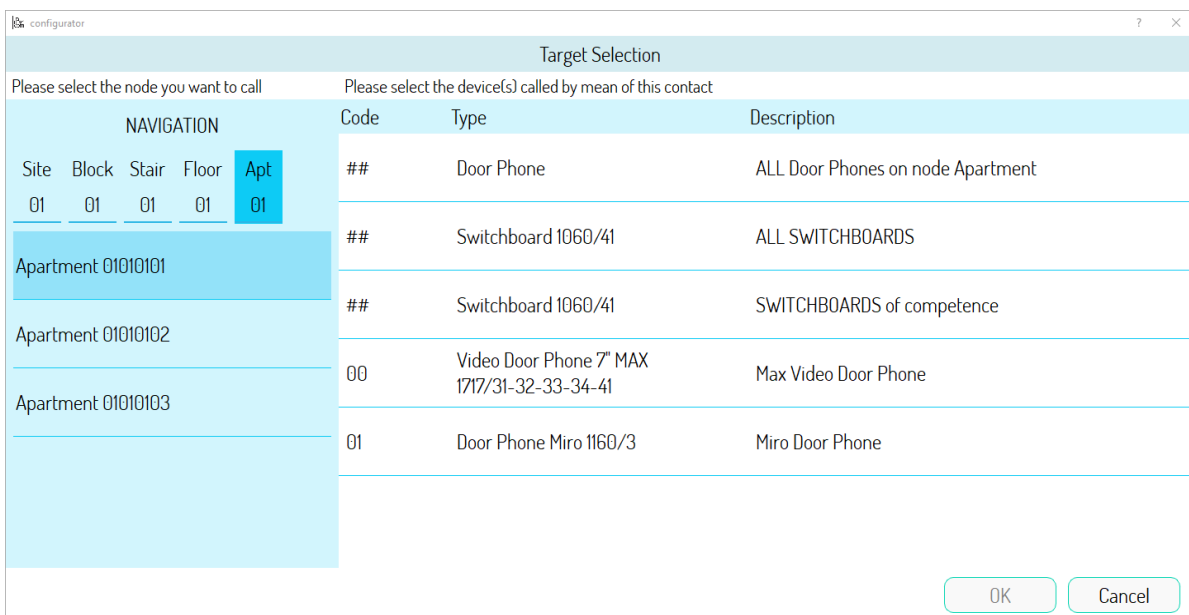 configurator ? ×
Target Selection
Please select the node you want to call
Please select the device(s) called by mean of this contact
NAVIGATION
Site Block Stair Floor Apt
01 01 01 01 01
Apartment 01010101
Apartment 01010102
Apartment 01010103
Code Type Description
## Door Phone ALL Door Phones on node Apartment
## Switchboard 1060/41 ALL SWITCHBOARDS
## Switchboard 1060/41 SWITCHBOARDS of competence
00 Video Door Phone 7" MAX
1717/31-32-33-34-41 Max Video Door Phone
01 Door Phone Miro 1160/3 Miro Door Phone
OK Cancel